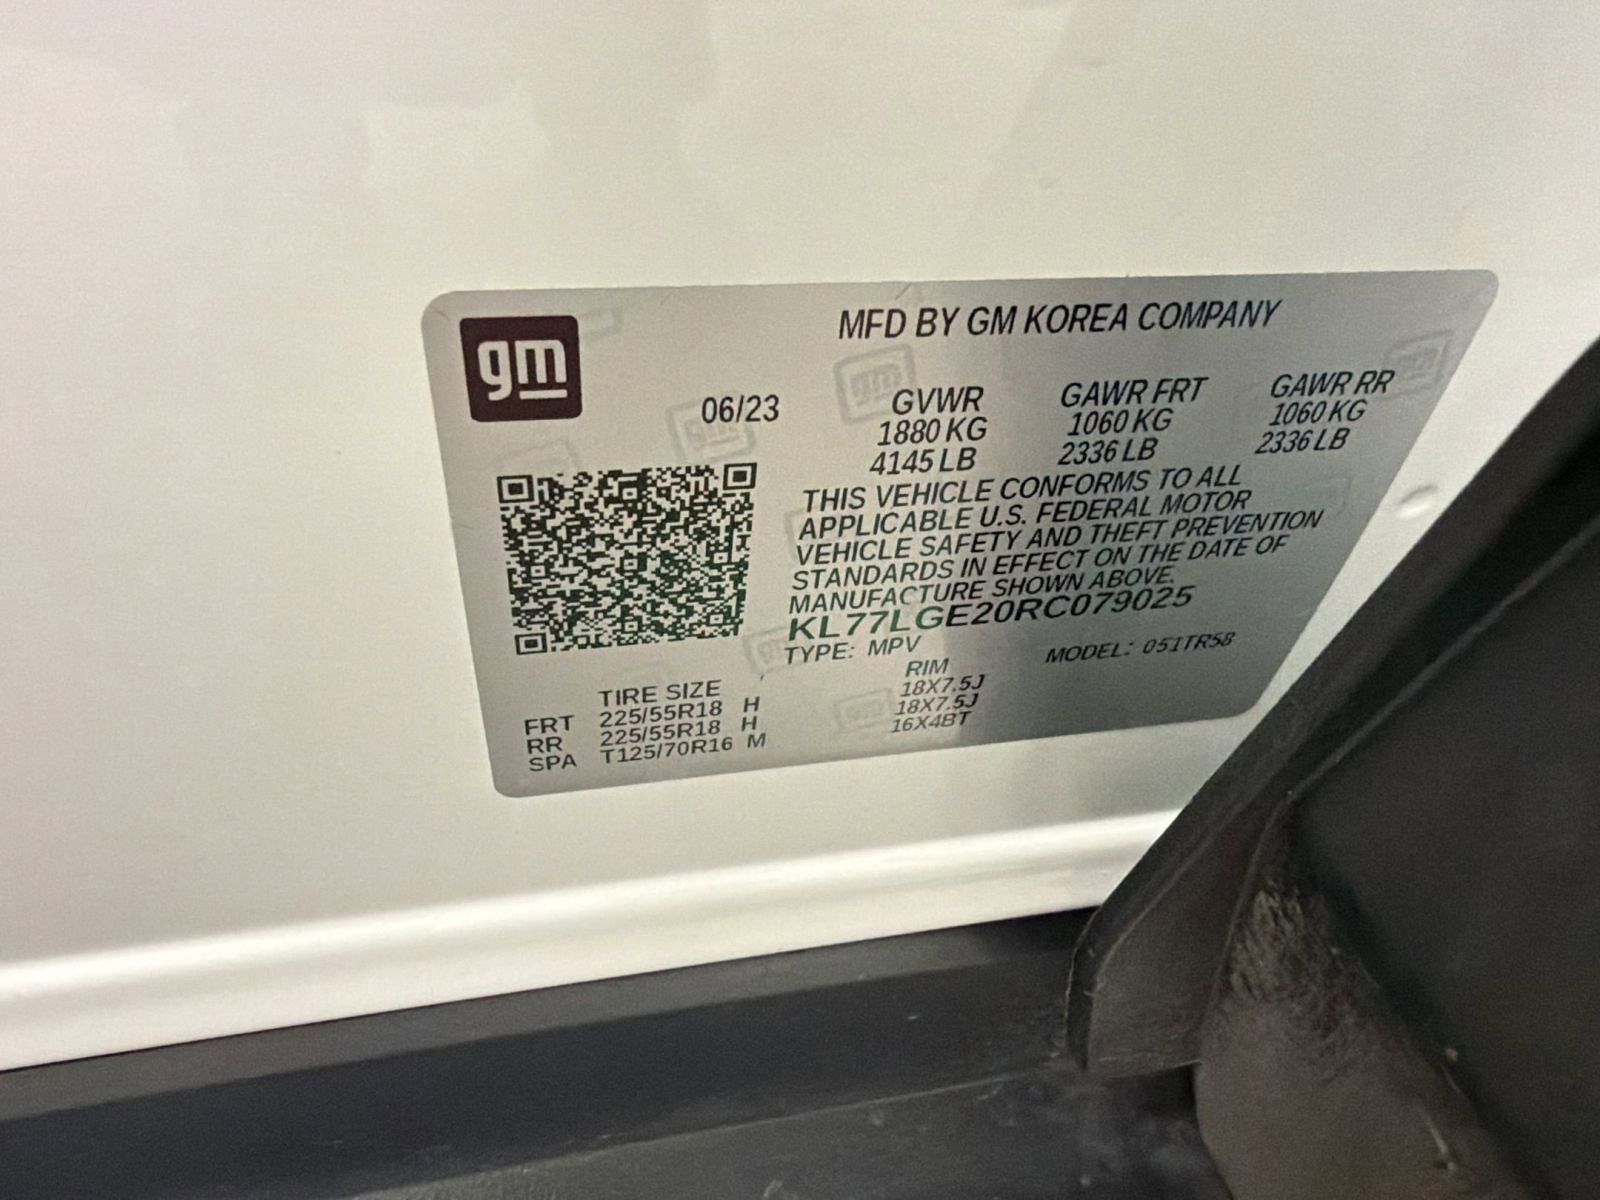 gm
MFD BY GM KOREA COMPANY
06/23
GVWR GAWR FRT GAWR RR
1880 KG 1060 KG 1060 KG
4145 LB 2336 LB 2336 LB
THIS VEHICLE CONFORMS TO ALL
APPLICABLE U.S. FEDERAL MOTOR
VEHICLE SAFETY AND THEFT PREVENTION
STANDARDS IN EFFECT ON THE DATE OF
MANUFACTURE SHOWN ABOVE.
KL77LGE20RC079025
TYPE: MPV MODEL: 051TR58
TIRE SIZE RIM
FRT 225/55R18 H 18X7.5J
RR 225/55R18 H 18X7.5J
SPA T125/70R16 M 16X4BT